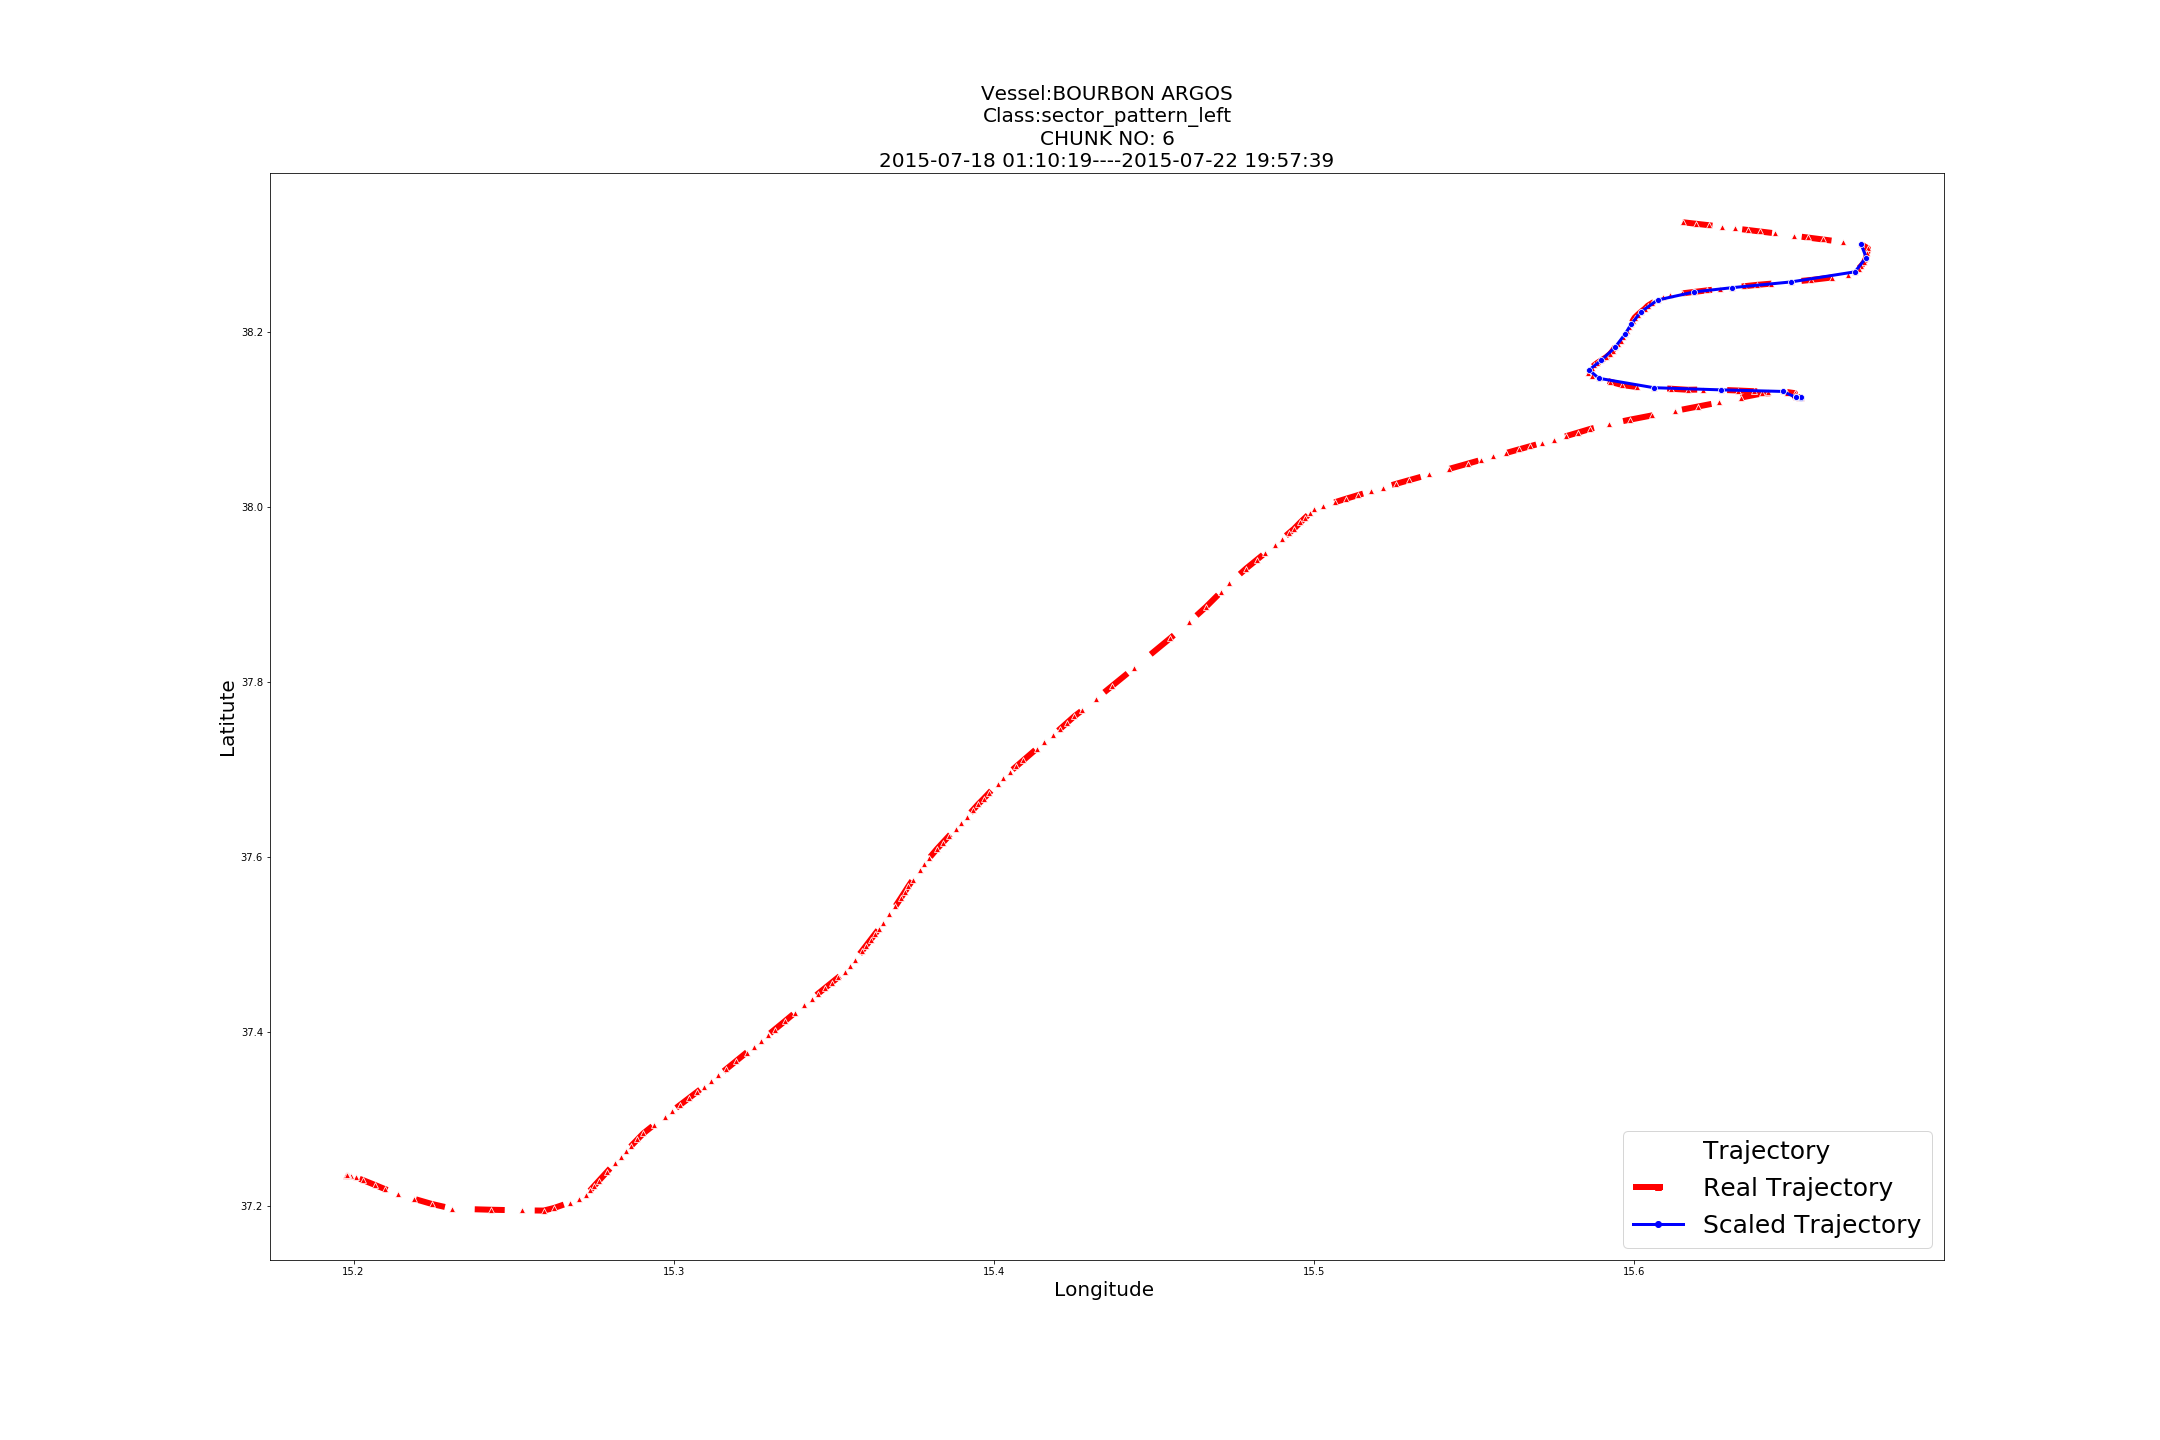 Vessel:BOURBON ARGOS
Class:sector_pattern_left
CHUNK NO: 6
2015-07-18 01:10:19----2015-07-22 19:57:39
Latitute
38.2
38.0
37.8
37.6
37.4
37.2
15.2
15.3
15.4
15.5
15.6
Longitude
Trajectory
Real Trajectory
Scaled Trajectory